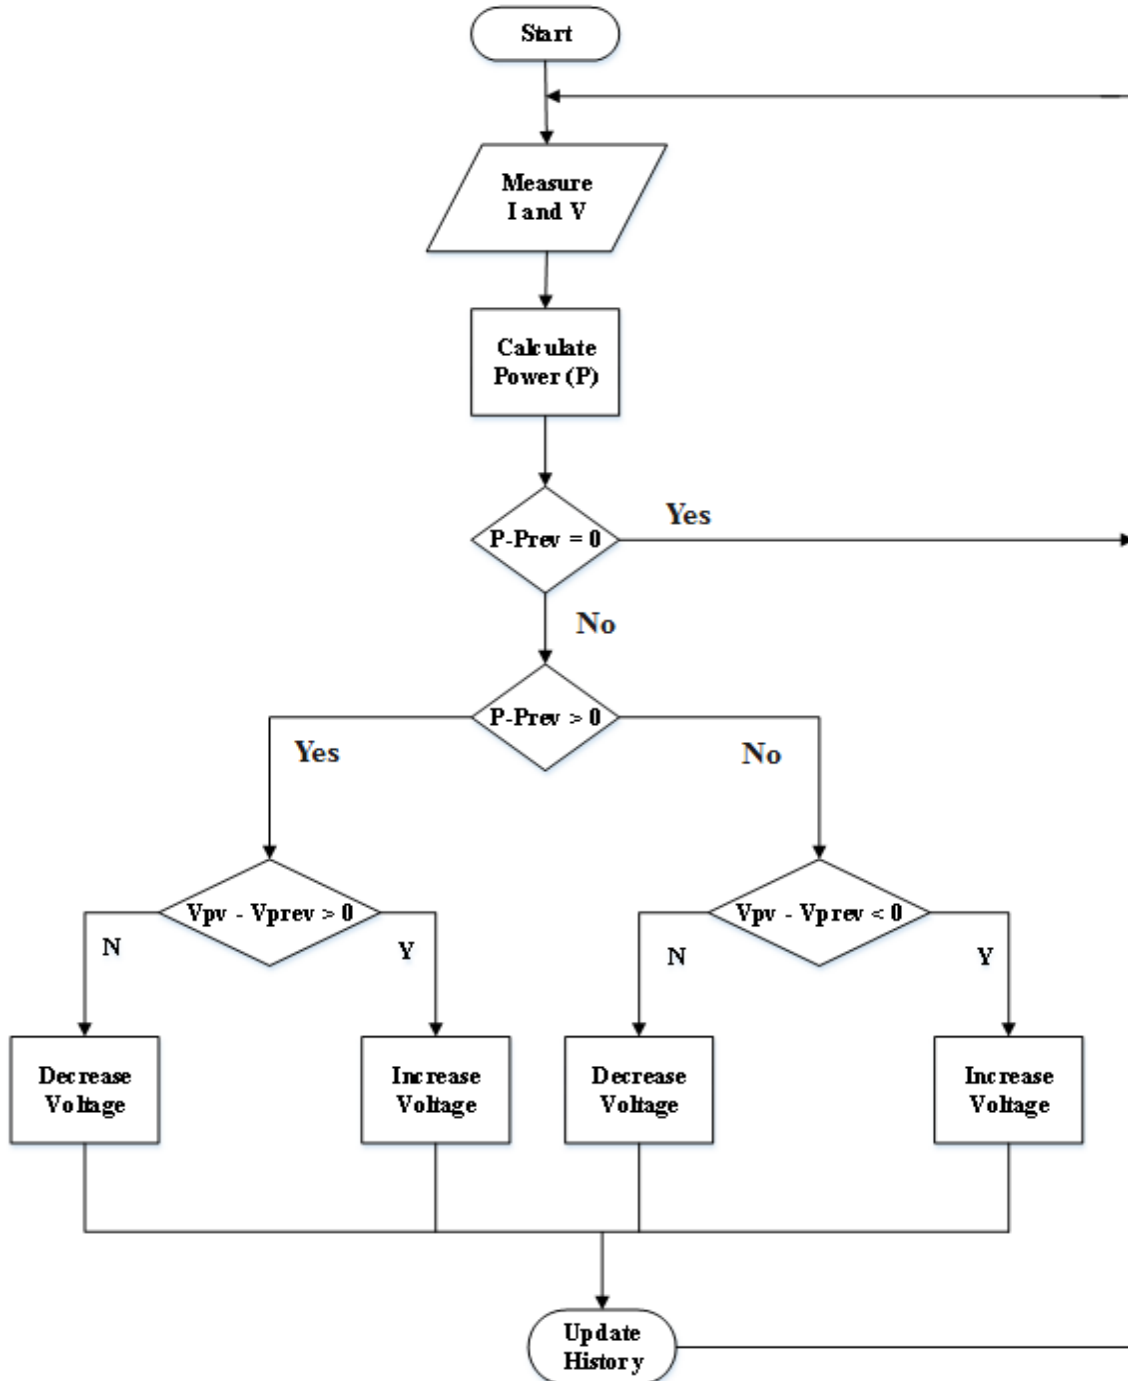 Start
Measure
I and V
Calculate
Power (P)
P-Prev = 0
Yes
No
P-Prev > 0
Yes
No
Vpv - Vprev > 0
Vpv - Vprev < 0
N
Y
N
Y
Decrease
Voltage
Increase
Voltage
Decrease
Voltage
Increase
Voltage
Update
History